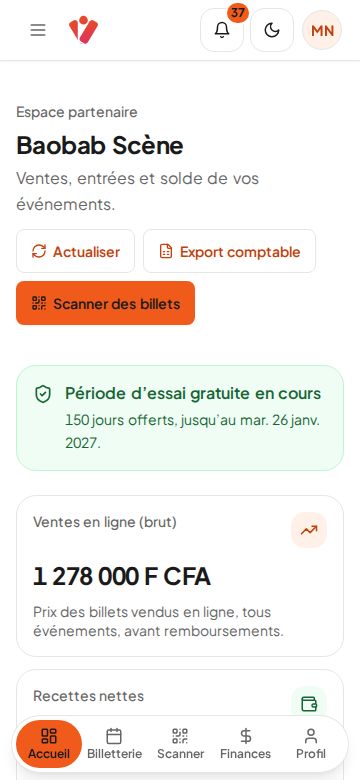 37
MN
Espace partenaire
Baobab Scène
Ventes, entrées et solde de vos
événements.
Actualiser
Export comptable
Scanner des billets
Période d’essai gratuite en cours
150 jours offerts, jusqu’au mar. 26 janv.
2027.
Ventes en ligne (brut)
1 278 000 F CFA
Prix des billets vendus en ligne, tous
événements, avant remboursements.
Recettes nettes
Accueil
Billetterie
Scanner
Finances
Profil